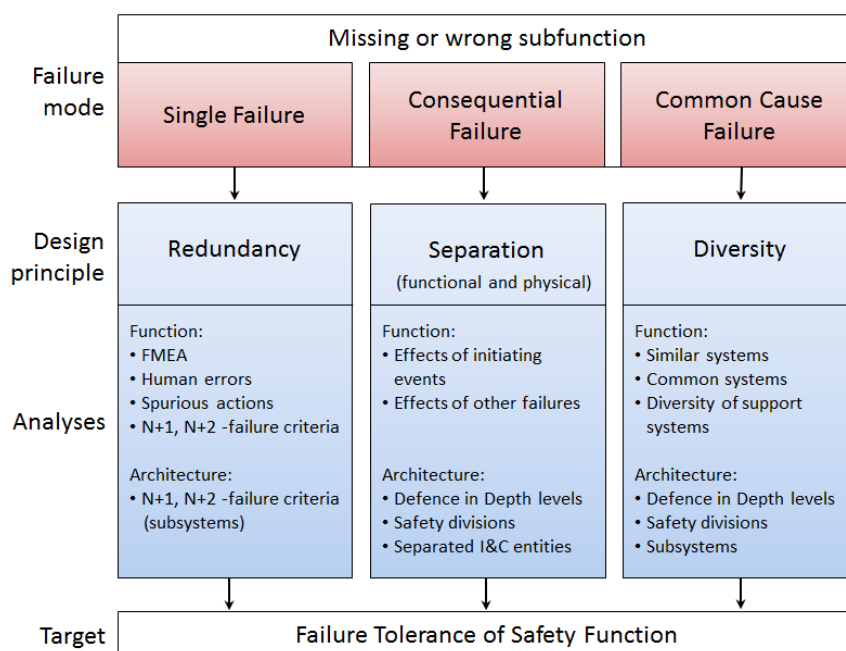 Missing or wrong subfunction
Failure
mode
Single Failure
Consequential
Failure
Common Cause
Failure
Design
principle
Redundancy
Separation
(functional and physical)
Diversity
Analyses
Function:
• FMEA
• Human errors
• Spurious actions
• N+1, N+2 -failure criteria
Architecture:
• N+1, N+2 -failure criteria
(subsystems)
Function:
• Effects of initiating
events
• Effects of other failures
Architecture:
• Defence in Depth levels
• Safety divisions
• Separated I&C entities
Function:
• Similar systems
• Common systems
• Diversity of support
systems
Architecture:
• Defence in Depth levels
• Safety divisions
• Subsystems
Target
Failure Tolerance of Safety Function